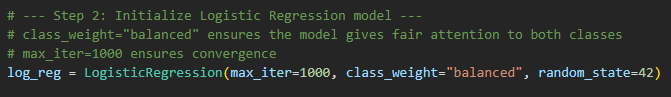 # --- Step 2: Initialize Logistic Regression model ---
# class_weight="balanced" ensures the model gives fair attention to both classes
# max_iter=1000 ensures convergence
log_reg = LogisticRegression(max_iter=1000, class_weight="balanced", random_state=42)